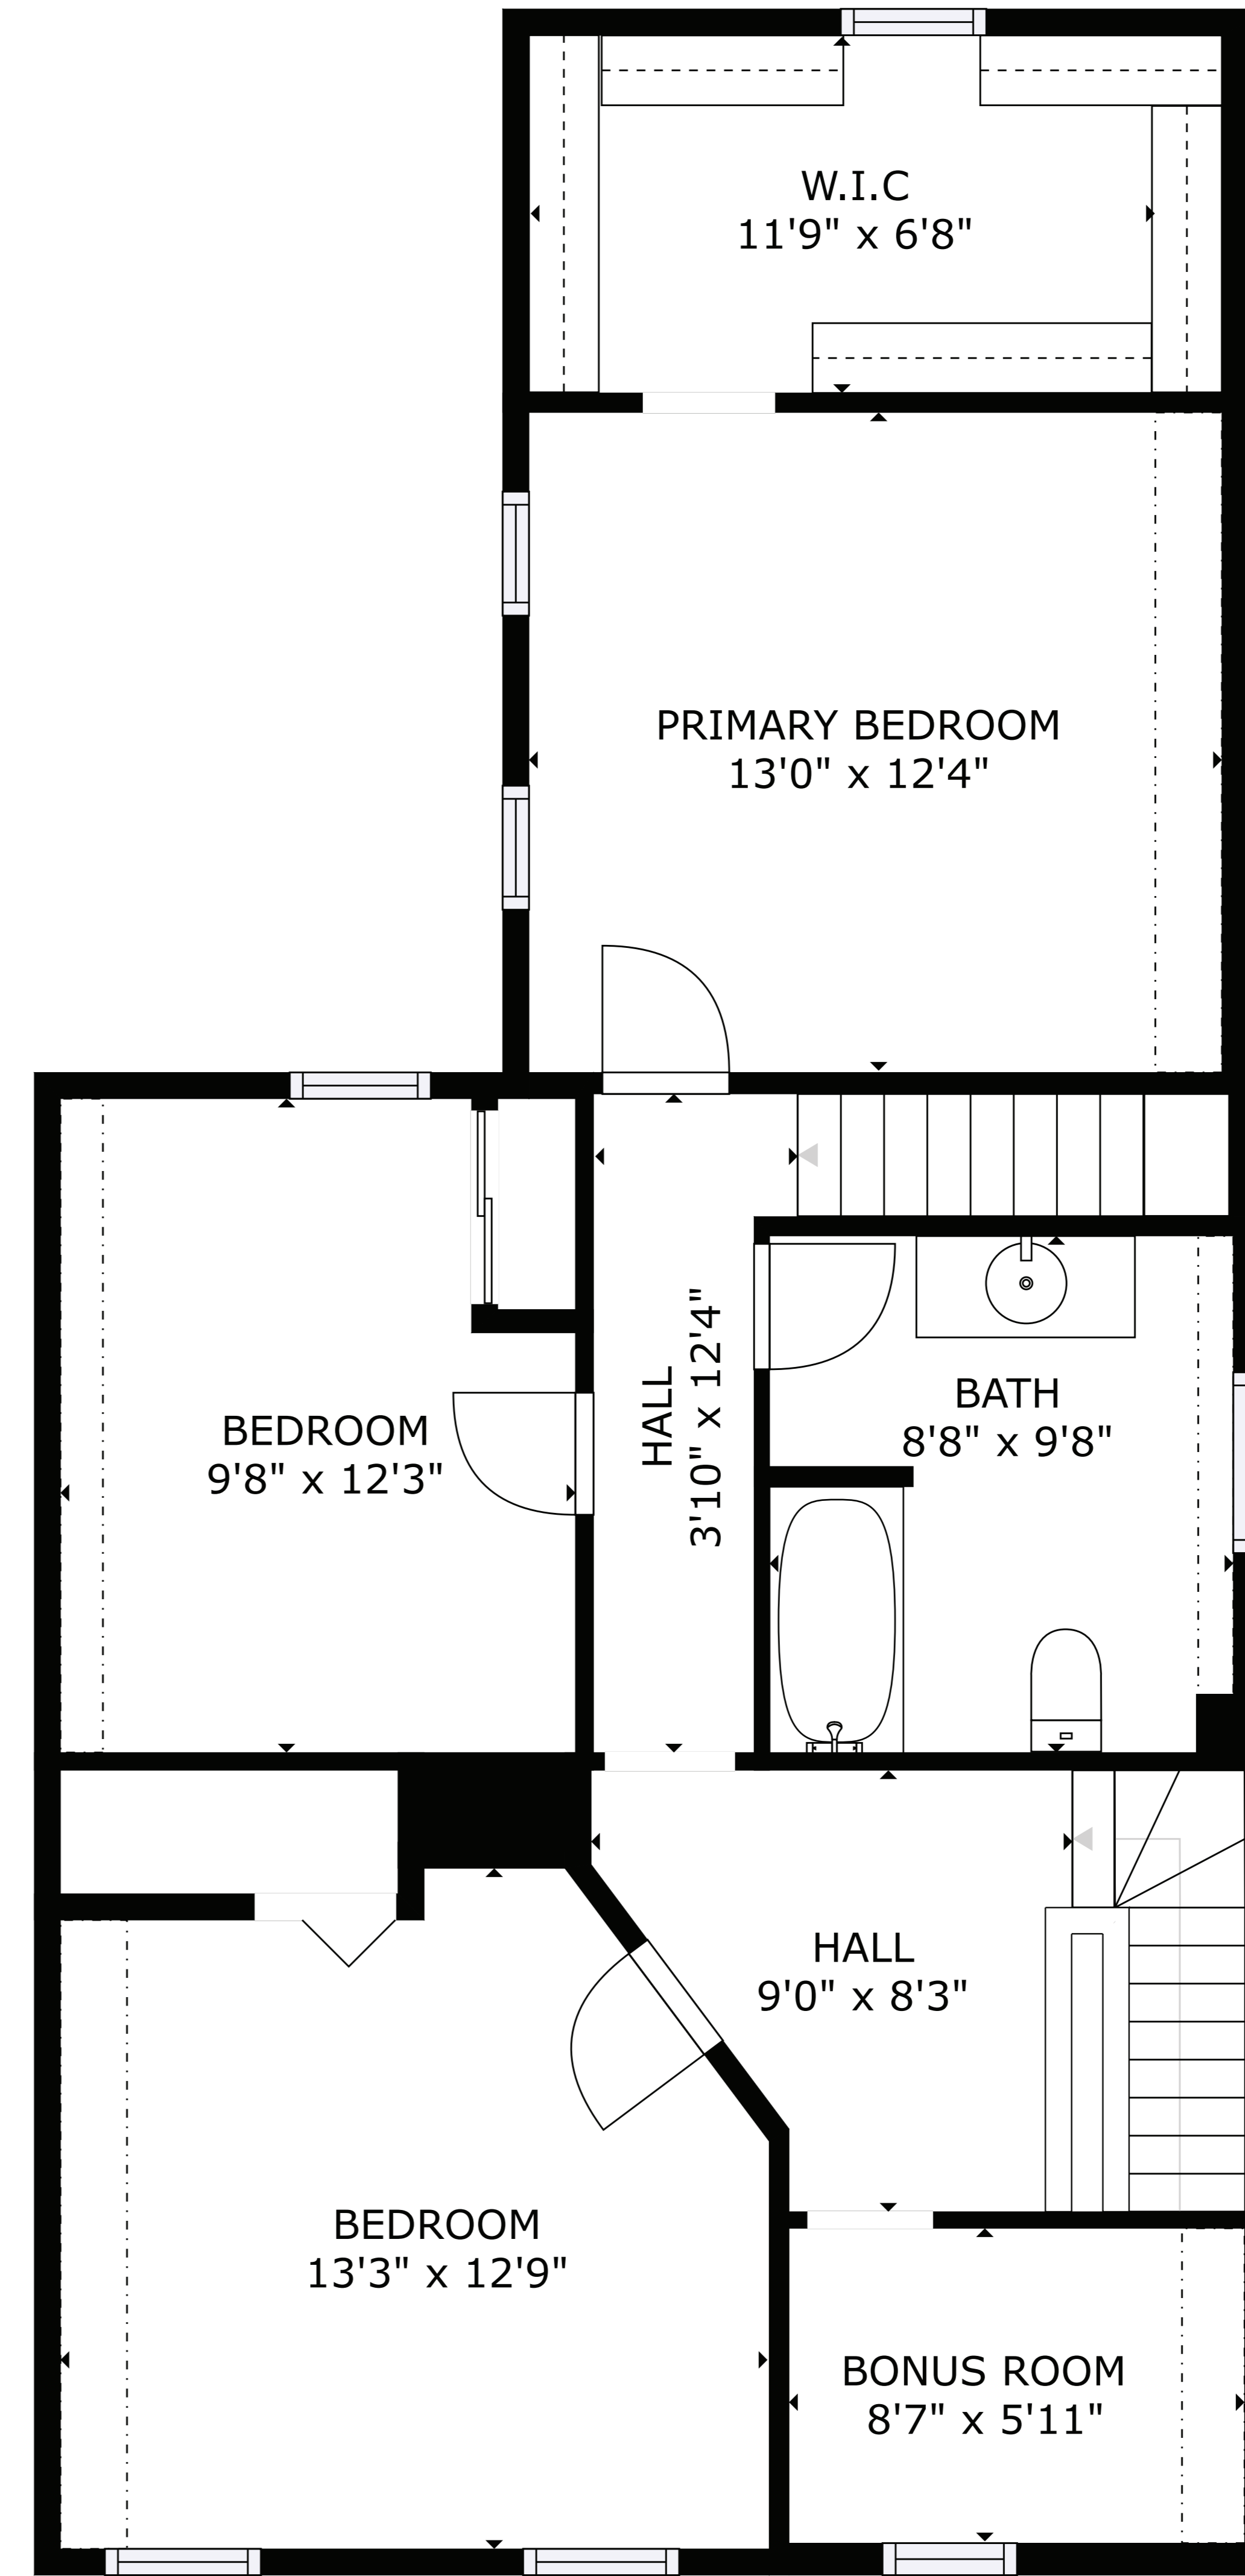 W.I.C
11'9" x 6'8"
PRIMARY BEDROOM
13'0" x 12'4"
HALL
3'10" x 12'4"
BATH
8'8" x 9'8"
BEDROOM
9'8" x 12'3"
HALL
9'0" x 8'3"
BEDROOM
13'3" x 12'9"
BONUS ROOM
8'7" x 5'11"